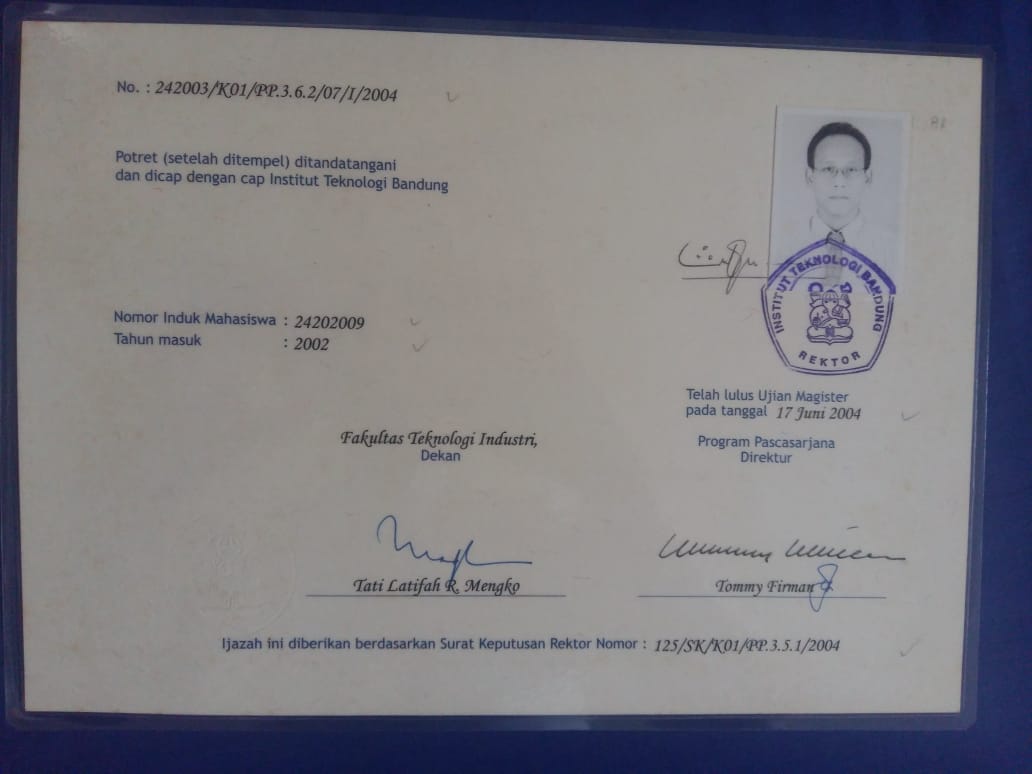 No. : 242003/K01/PP.3.6.2/07/I/2004
Potret (setelah ditempel) ditandatangani
dan dicap dengan cap Institut Teknologi Bandung
INSTITUT TEKNOLOGI BANDUNG
REKTOR
Nomor Induk Mahasiswa : 24202009
Tahun masuk : 2002
Telah lulus Ujian Magister
pada tanggal 17 Juni 2004
Fakultas Teknologi Industri,
Dekan
Program Pascasarjana
Direktur
Tati Latifah R. Mengko
Tommy Firman
Ijazah ini diberikan berdasarkan Surat Keputusan Rektor Nomor : 125/SK/K01/PP.3.5.1/2004